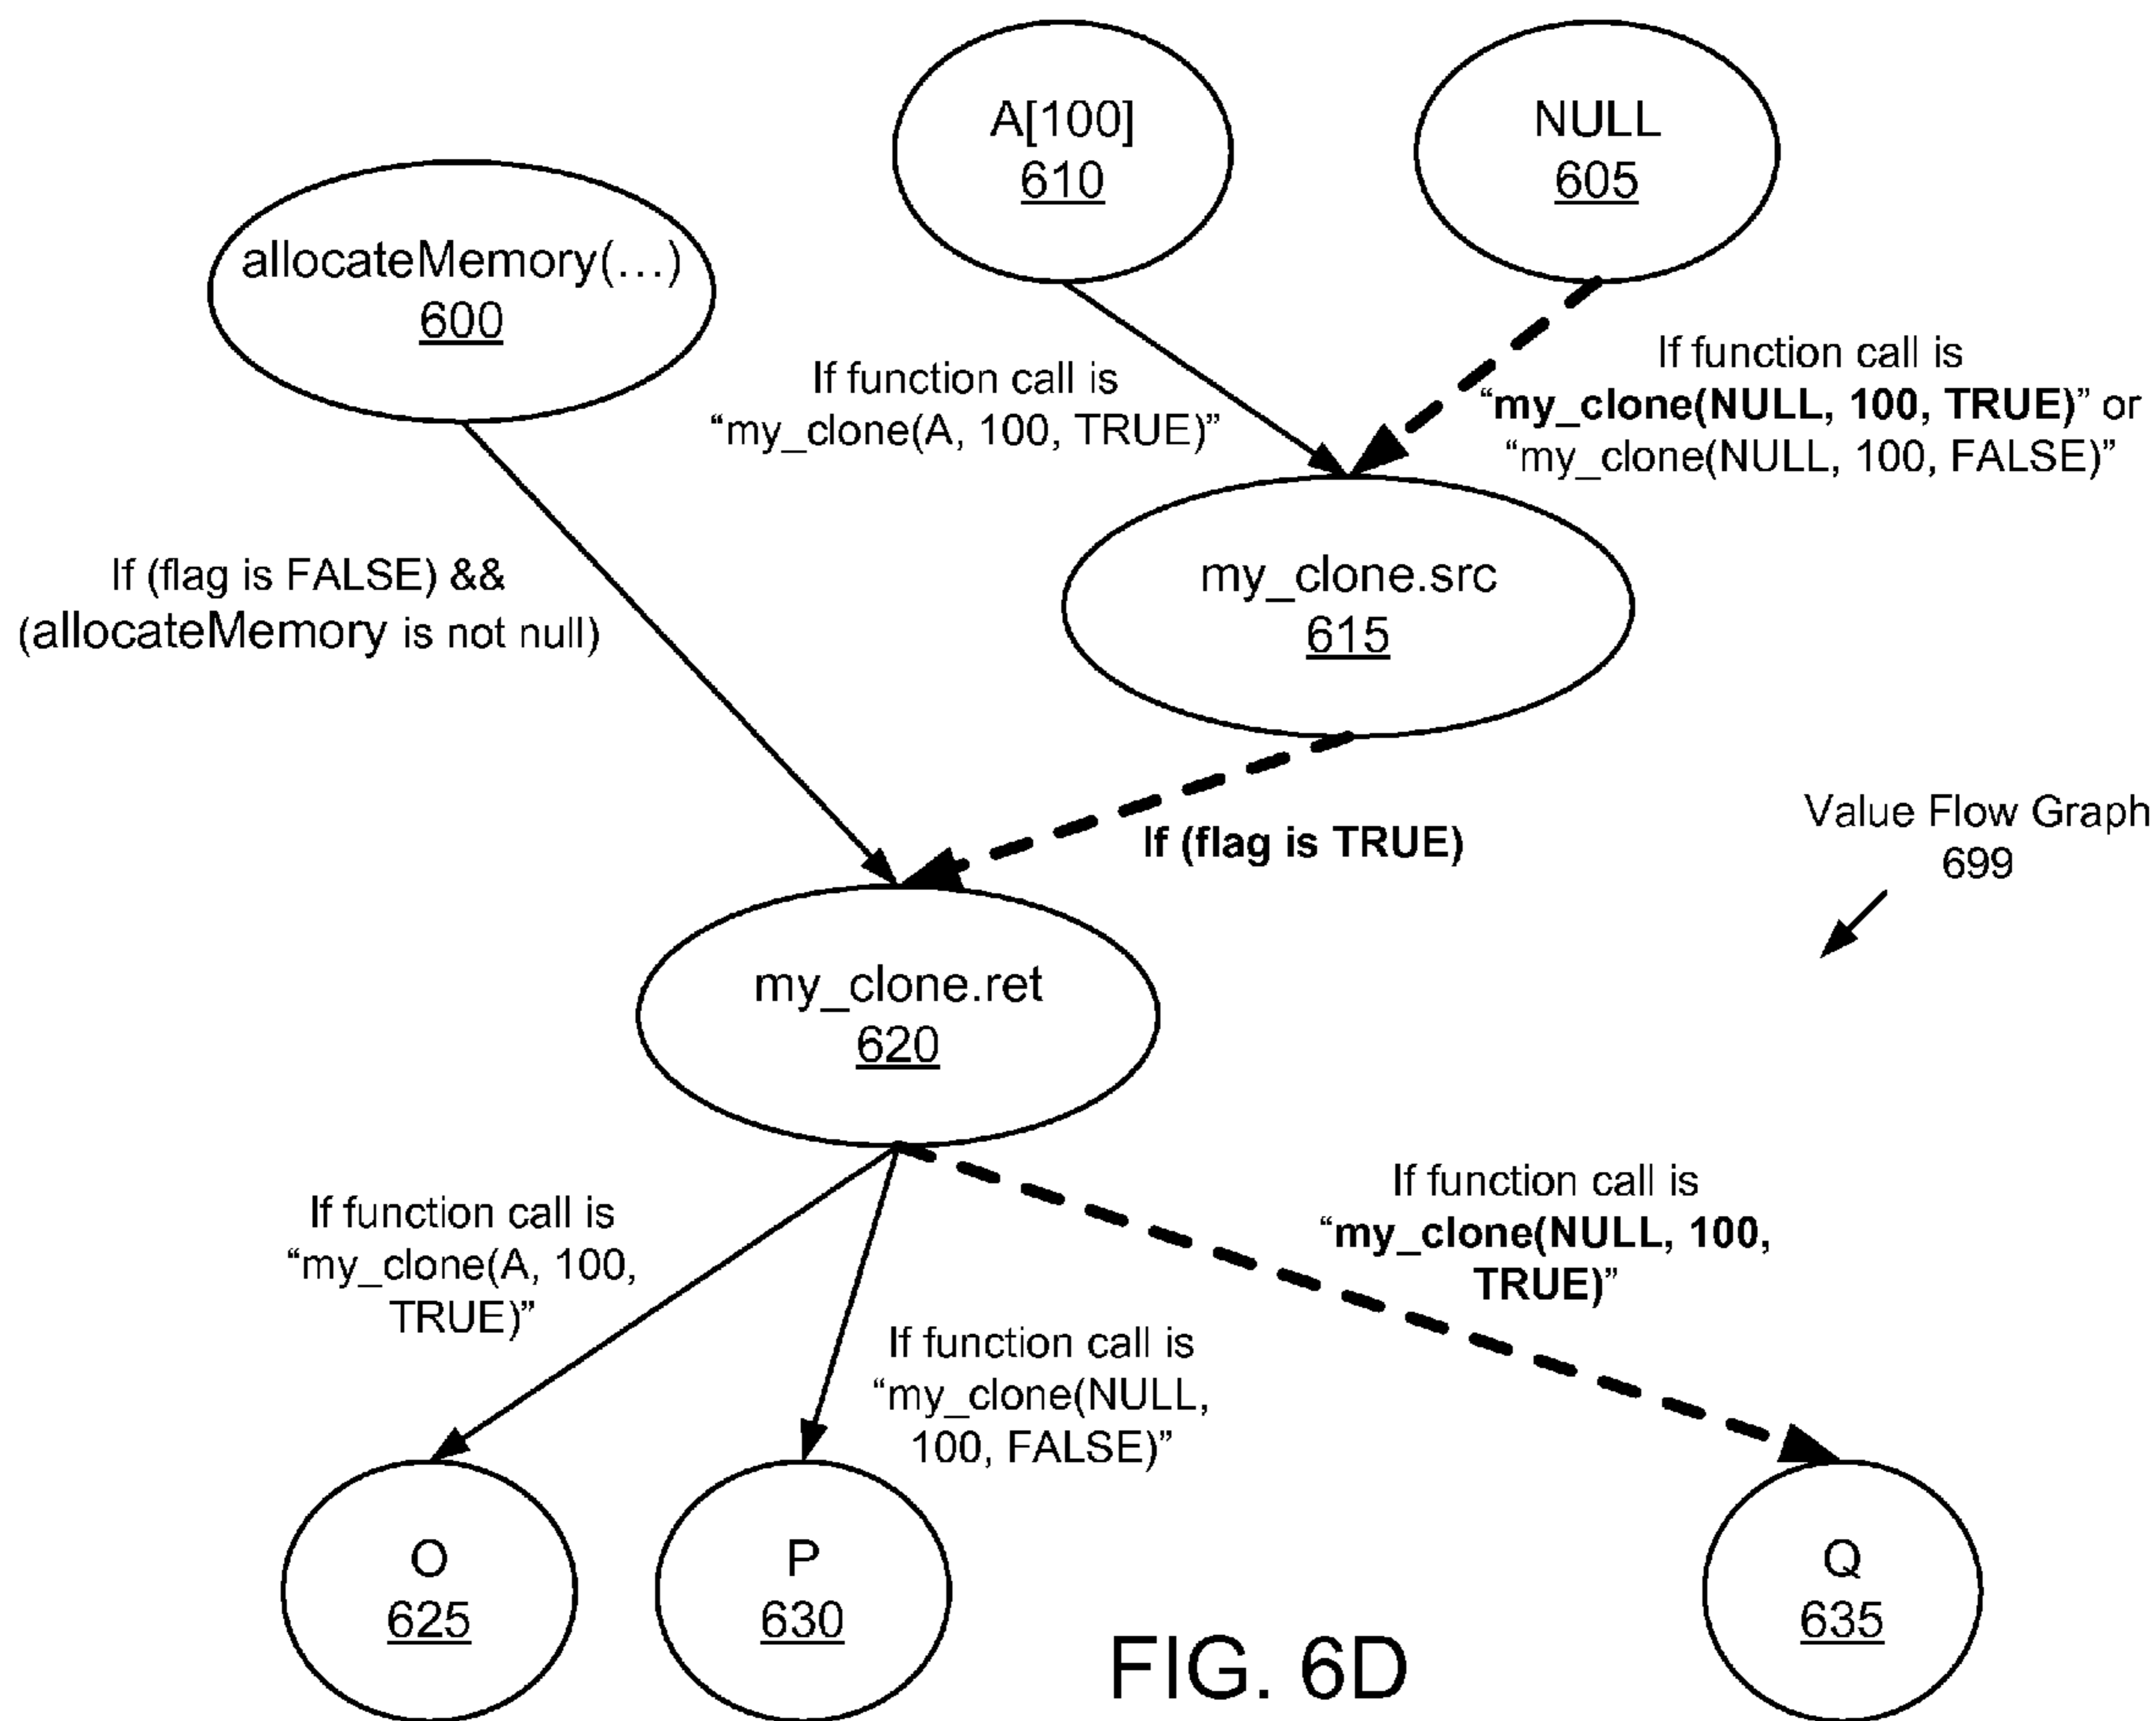 A[100]
610
NULL
605
allocateMemory(…)
600
If function call is
“my_clone(A, 100, TRUE)”
If function call is
“my_clone(NULL, 100, TRUE)” or
“my_clone(NULL, 100, FALSE)”
If (flag is FALSE) &&
(allocateMemory is not null)
my_clone.src
615
If (flag is TRUE)
Value Flow Graph
699
my_clone.ret
620
If function call is
“my_clone(A, 100,
TRUE)”
If function call is
“my_clone(NULL,
100, FALSE)”
If function call is
“my_clone(NULL, 100,
TRUE)”
O
625
P
630
Q
635
FIG. 6D